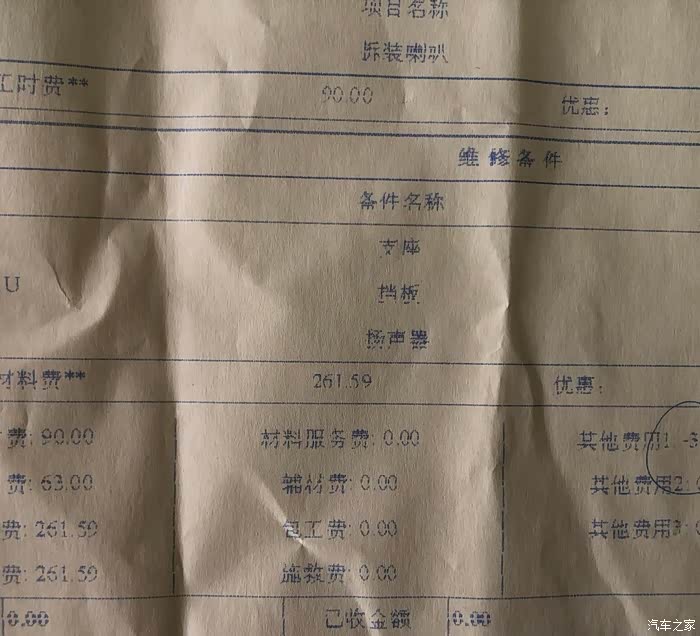 项目名称
拆装喇叭
工时费** 90.00 优惠:
维修条件
条件名称
支座
U 挡板
扬声器
材料费** 261.59 优惠:
费: 90.00 材料服务费: 0.00 其他费用1 -3
费: 63.00 辅材费: 0.00 其他费用2:
费: 261.59 包工费: 0.00 其他费用3:
费: 261.59 施救费: 0.00
0.00 已收金额 0.00
汽车之家